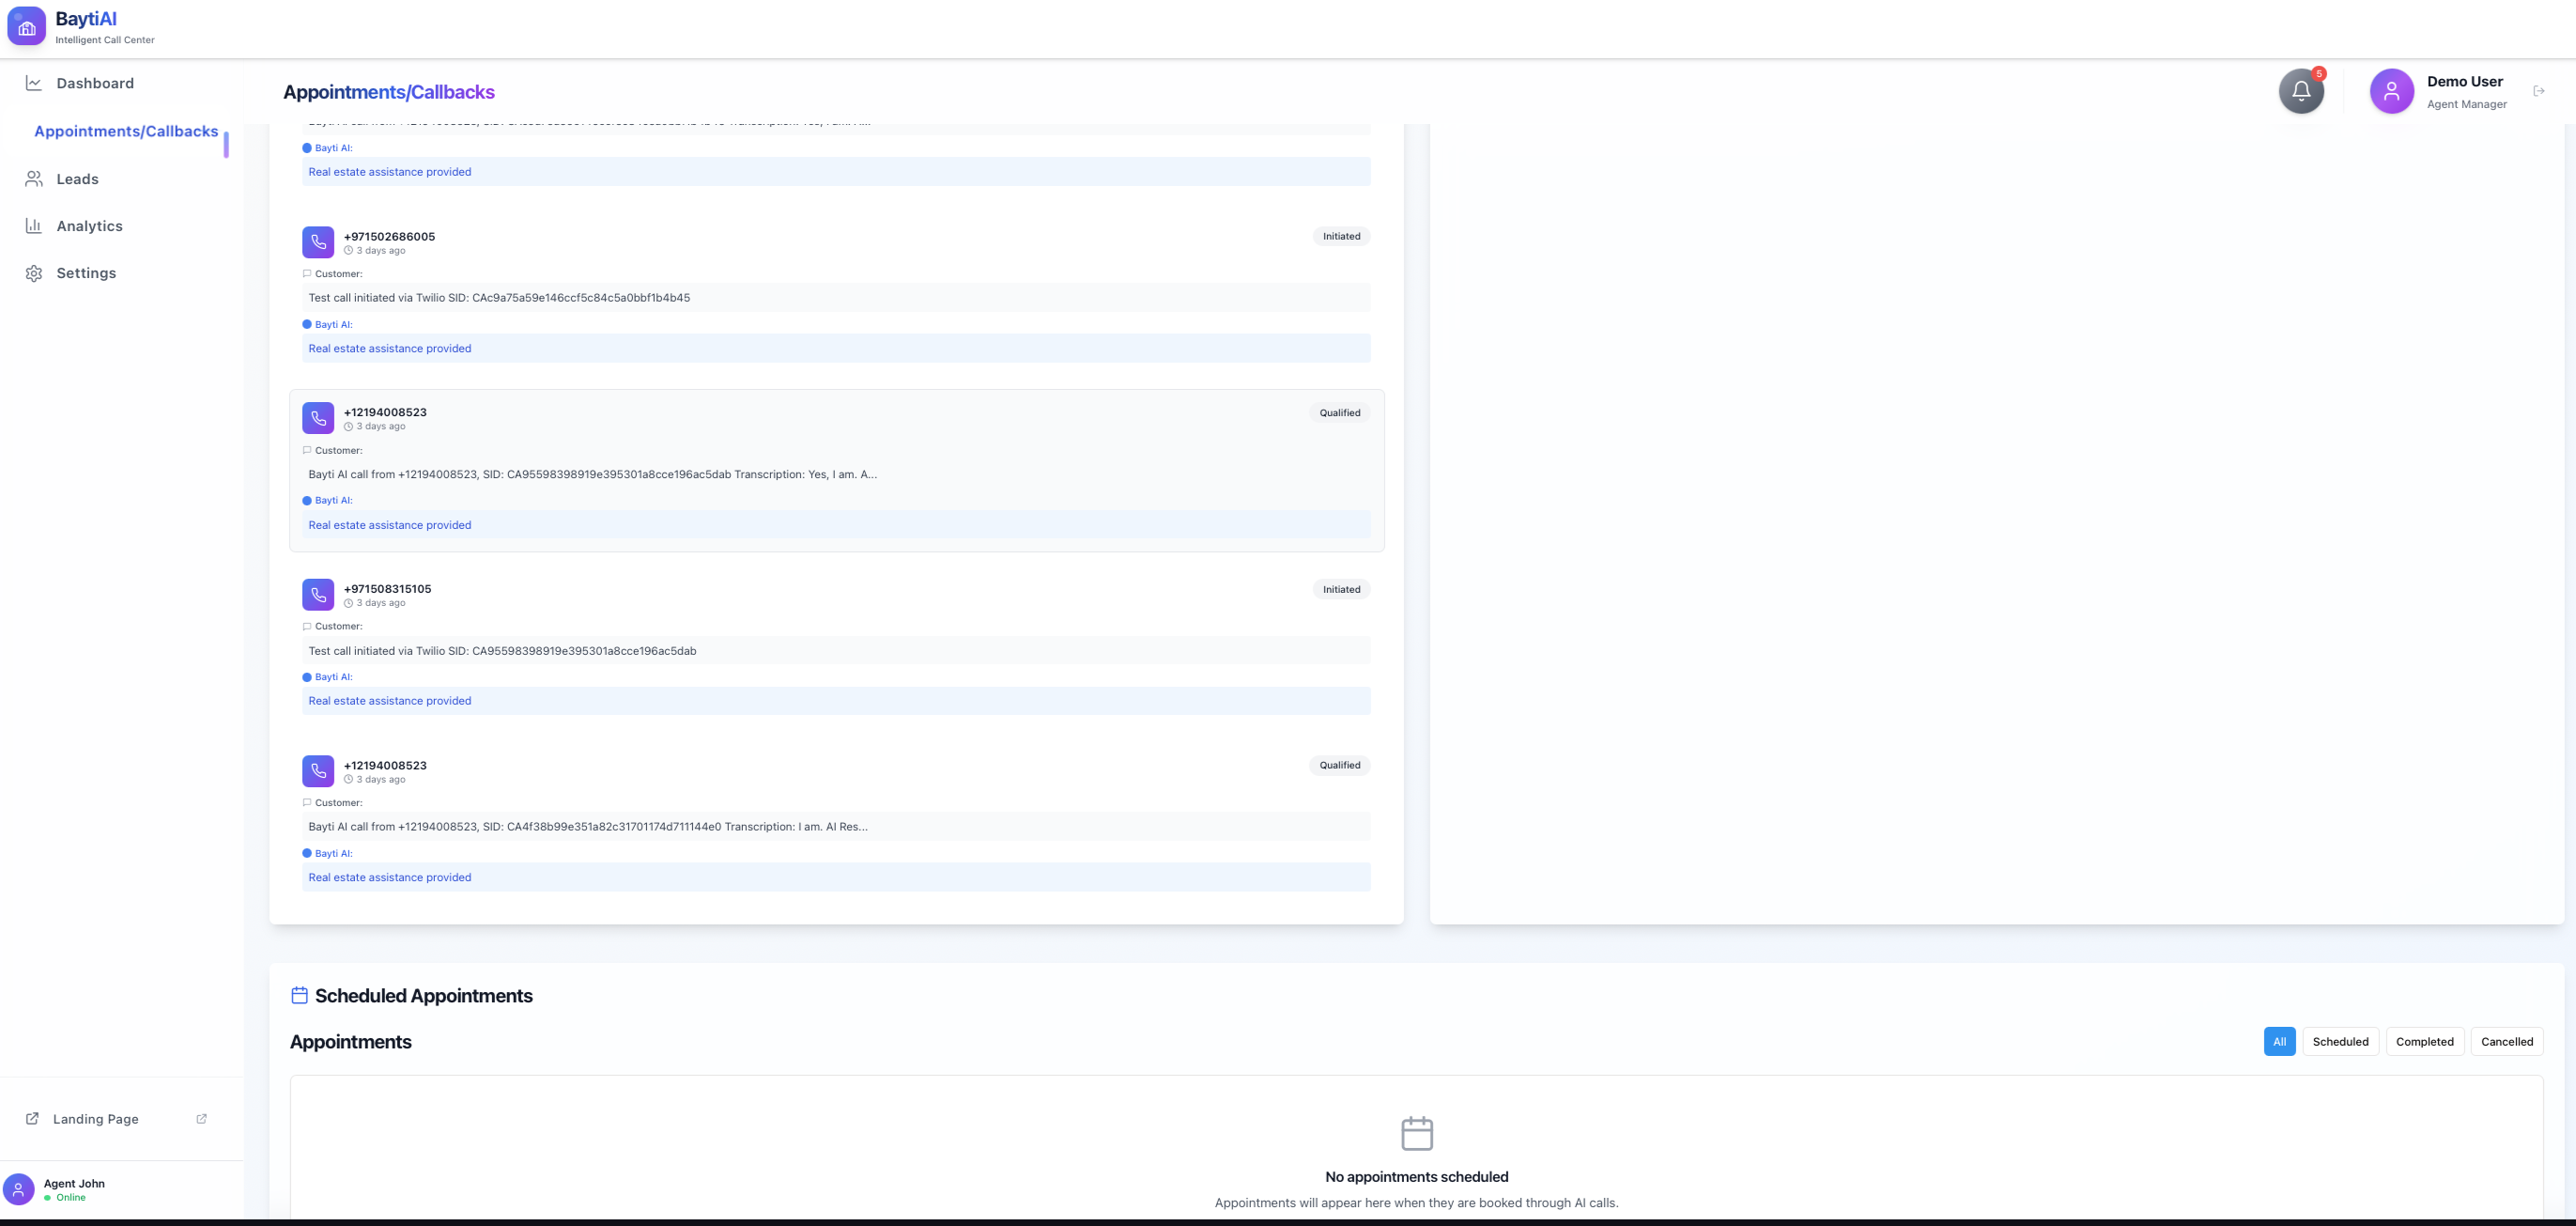 BaytiAI
Intelligent Call Center
Dashboard
Appointments/Callbacks
Leads
Analytics
Settings
Landing Page
Agent John
Online
Appointments/Callbacks
5
Demo User
Agent Manager
Bayti AI:
Real estate assistance provided
+971502686005
3 days ago
Initiated
Customer:
Test call initiated via Twilio SID: CAc9a75a59e146ccf5c84c5a0bbf1b4b45
Bayti AI:
Real estate assistance provided
+12194008523
3 days ago
Qualified
Customer:
Bayti AI call from +12194008523, SID: CA95598398919e395301a8cce196ac5dab Transcription: Yes, I am. A...
Bayti AI:
Real estate assistance provided
+971508315105
3 days ago
Initiated
Customer:
Test call initiated via Twilio SID: CA95598398919e395301a8cce196ac5dab
Bayti AI:
Real estate assistance provided
+12194008523
3 days ago
Qualified
Customer:
Bayti AI call from +12194008523, SID: CA4f38b99e351a82c31701174d711144e0 Transcription: I am. AI Res...
Bayti AI:
Real estate assistance provided
Scheduled Appointments
Appointments
All
Scheduled
Completed
Cancelled
No appointments scheduled
Appointments will appear here when they are booked through AI calls.